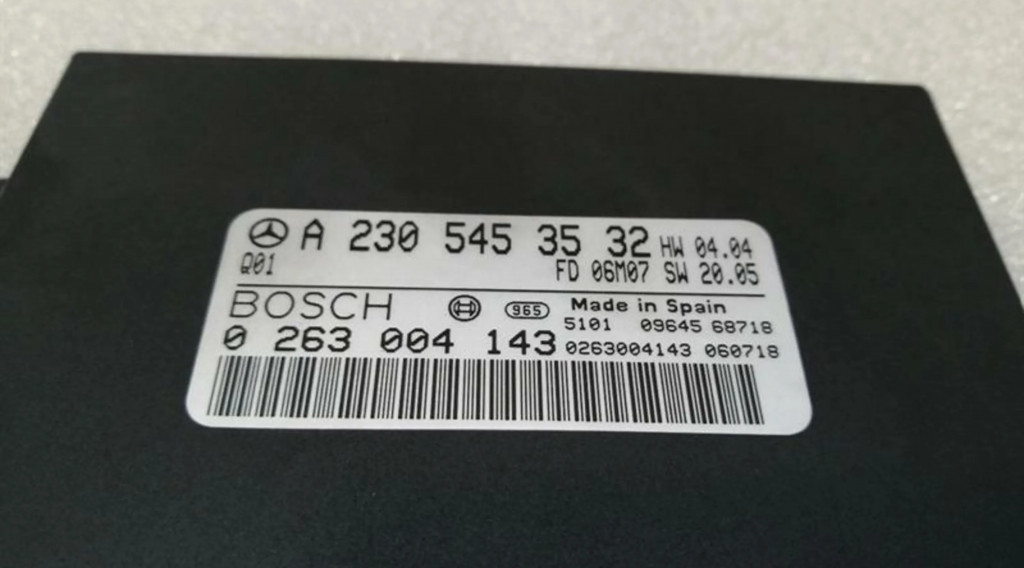 A 230 545 35 32 HW 04.04
Q01 FD 06M07 SW 20.05
BOSCH 965 Made in Spain
5101 09645 68718
0 263 004 143 0263004143 060718